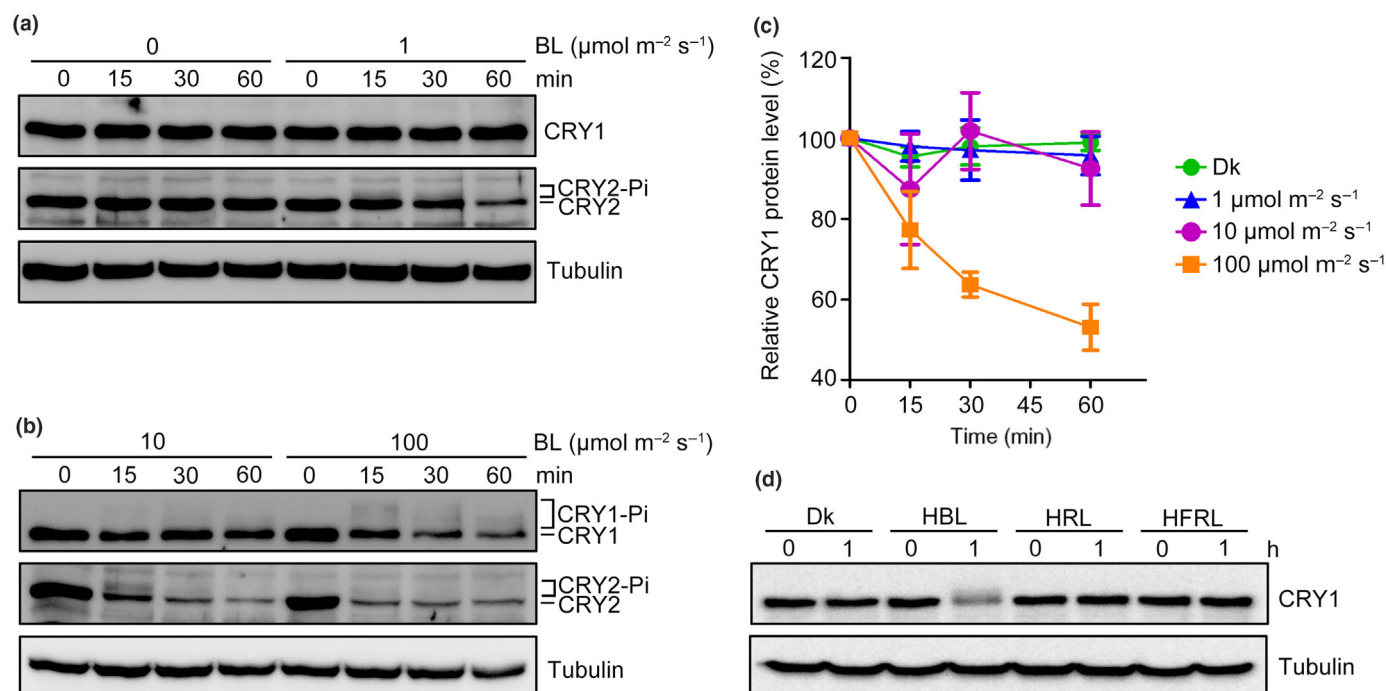 (a)
0 1 BL (µmol m⁻² s⁻¹)
0 15 30 60 0 15 30 60 min
CRY1
CRY2-Pi
CRY2
Tubulin
(b)
10 100 BL (µmol m⁻² s⁻¹)
0 15 30 60 0 15 30 60 min
CRY1-Pi
CRY1
CRY2-Pi
CRY2
Tubulin
(c)
Relative CRY1 protein level (%)
120
100
80
60
40
0 15 30 45 60
Time (min)
Dk
1 µmol m⁻² s⁻¹
10 µmol m⁻² s⁻¹
100 µmol m⁻² s⁻¹
(d)
Dk HBL HRL HFRL
0 1 0 1 0 1 0 1 h
CRY1
Tubulin